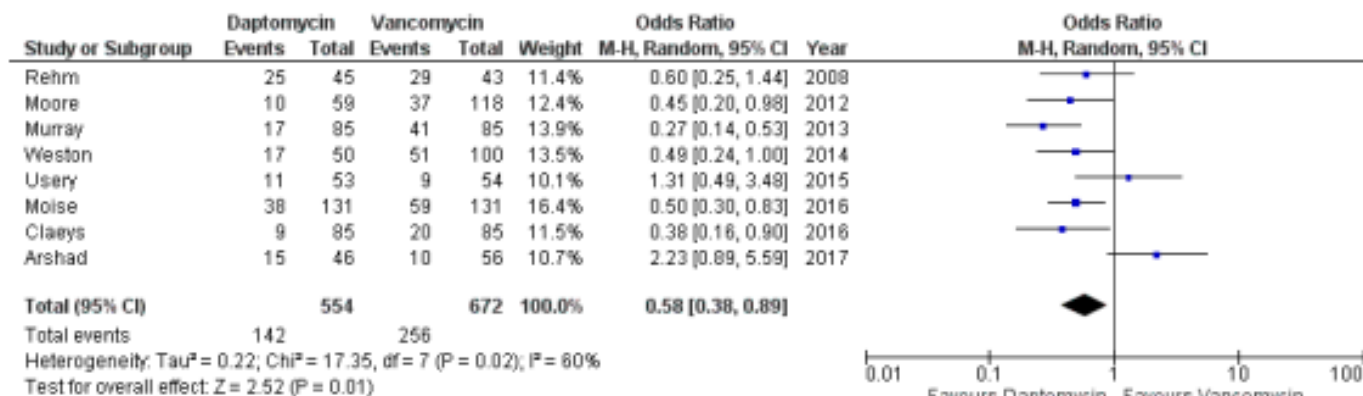 Daptomycin Vancomycin Odds Ratio Odds Ratio
Study or Subgroup Events Total Events Total Weight M-H, Random, 95% CI Year M-H, Random, 95% CI
Rehm 25 45 29 43 11.4% 0.60 [0.25, 1.44] 2008
Moore 10 59 37 118 12.4% 0.45 [0.20, 0.98] 2012
Murray 17 85 41 85 13.9% 0.27 [0.14, 0.53] 2013
Weston 17 50 51 100 13.5% 0.49 [0.24, 1.00] 2014
Usery 11 53 9 54 10.1% 1.31 [0.49, 3.48] 2015
Moise 38 131 59 131 16.4% 0.50 [0.30, 0.83] 2016
Claeys 9 85 20 85 11.5% 0.38 [0.16, 0.90] 2016
Arshad 15 46 10 56 10.7% 2.23 [0.89, 5.59] 2017
Total (95% CI) 554 672 100.0% 0.58 [0.38, 0.89]
Total events 142 256
Heterogeneity: Tau² = 0.22; Chi² = 17.35, df = 7 (P = 0.02); I² = 60%
Test for overall effect: Z = 2.52 (P = 0.01)
0.01 0.1 1 10 100
Favours Daptomycin Favours Vancomycin